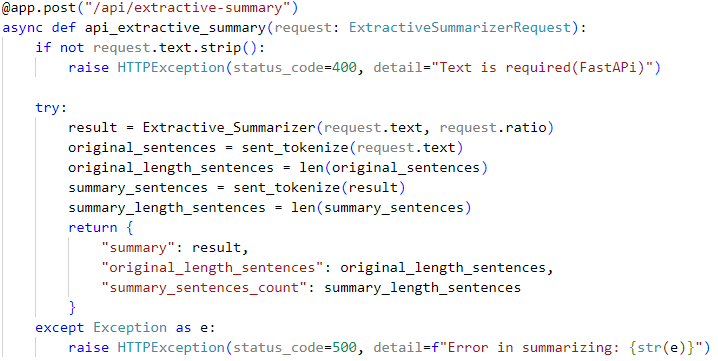 @app.post("/api/extractive-summary")
async def api_extractive_summary(request: ExtractiveSummarizerRequest):
    if not request.text.strip():
        raise HTTPException(status_code=400, detail="Text is required(FastAPi)")

    try:
        result = Extractive_Summarizer(request.text, request.ratio)
        original_sentences = sent_tokenize(request.text)
        original_length_sentences = len(original_sentences)
        summary_sentences = sent_tokenize(result)
        summary_length_sentences = len(summary_sentences)
        return {
            "summary": result,
            "original_length_sentences": original_length_sentences,
            "summary_sentences_count": summary_length_sentences
        }
    except Exception as e:
        raise HTTPException(status_code=500, detail=f"Error in summarizing: {str(e)}")